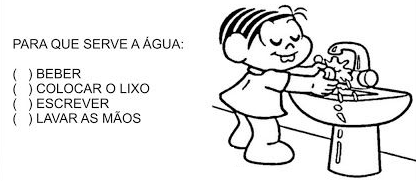 PARA QUE SERVE A ÁGUA:
(   ) BEBER
(   ) COLOCAR O LIXO
(   ) ESCREVER
(   ) LAVAR AS MÃOS